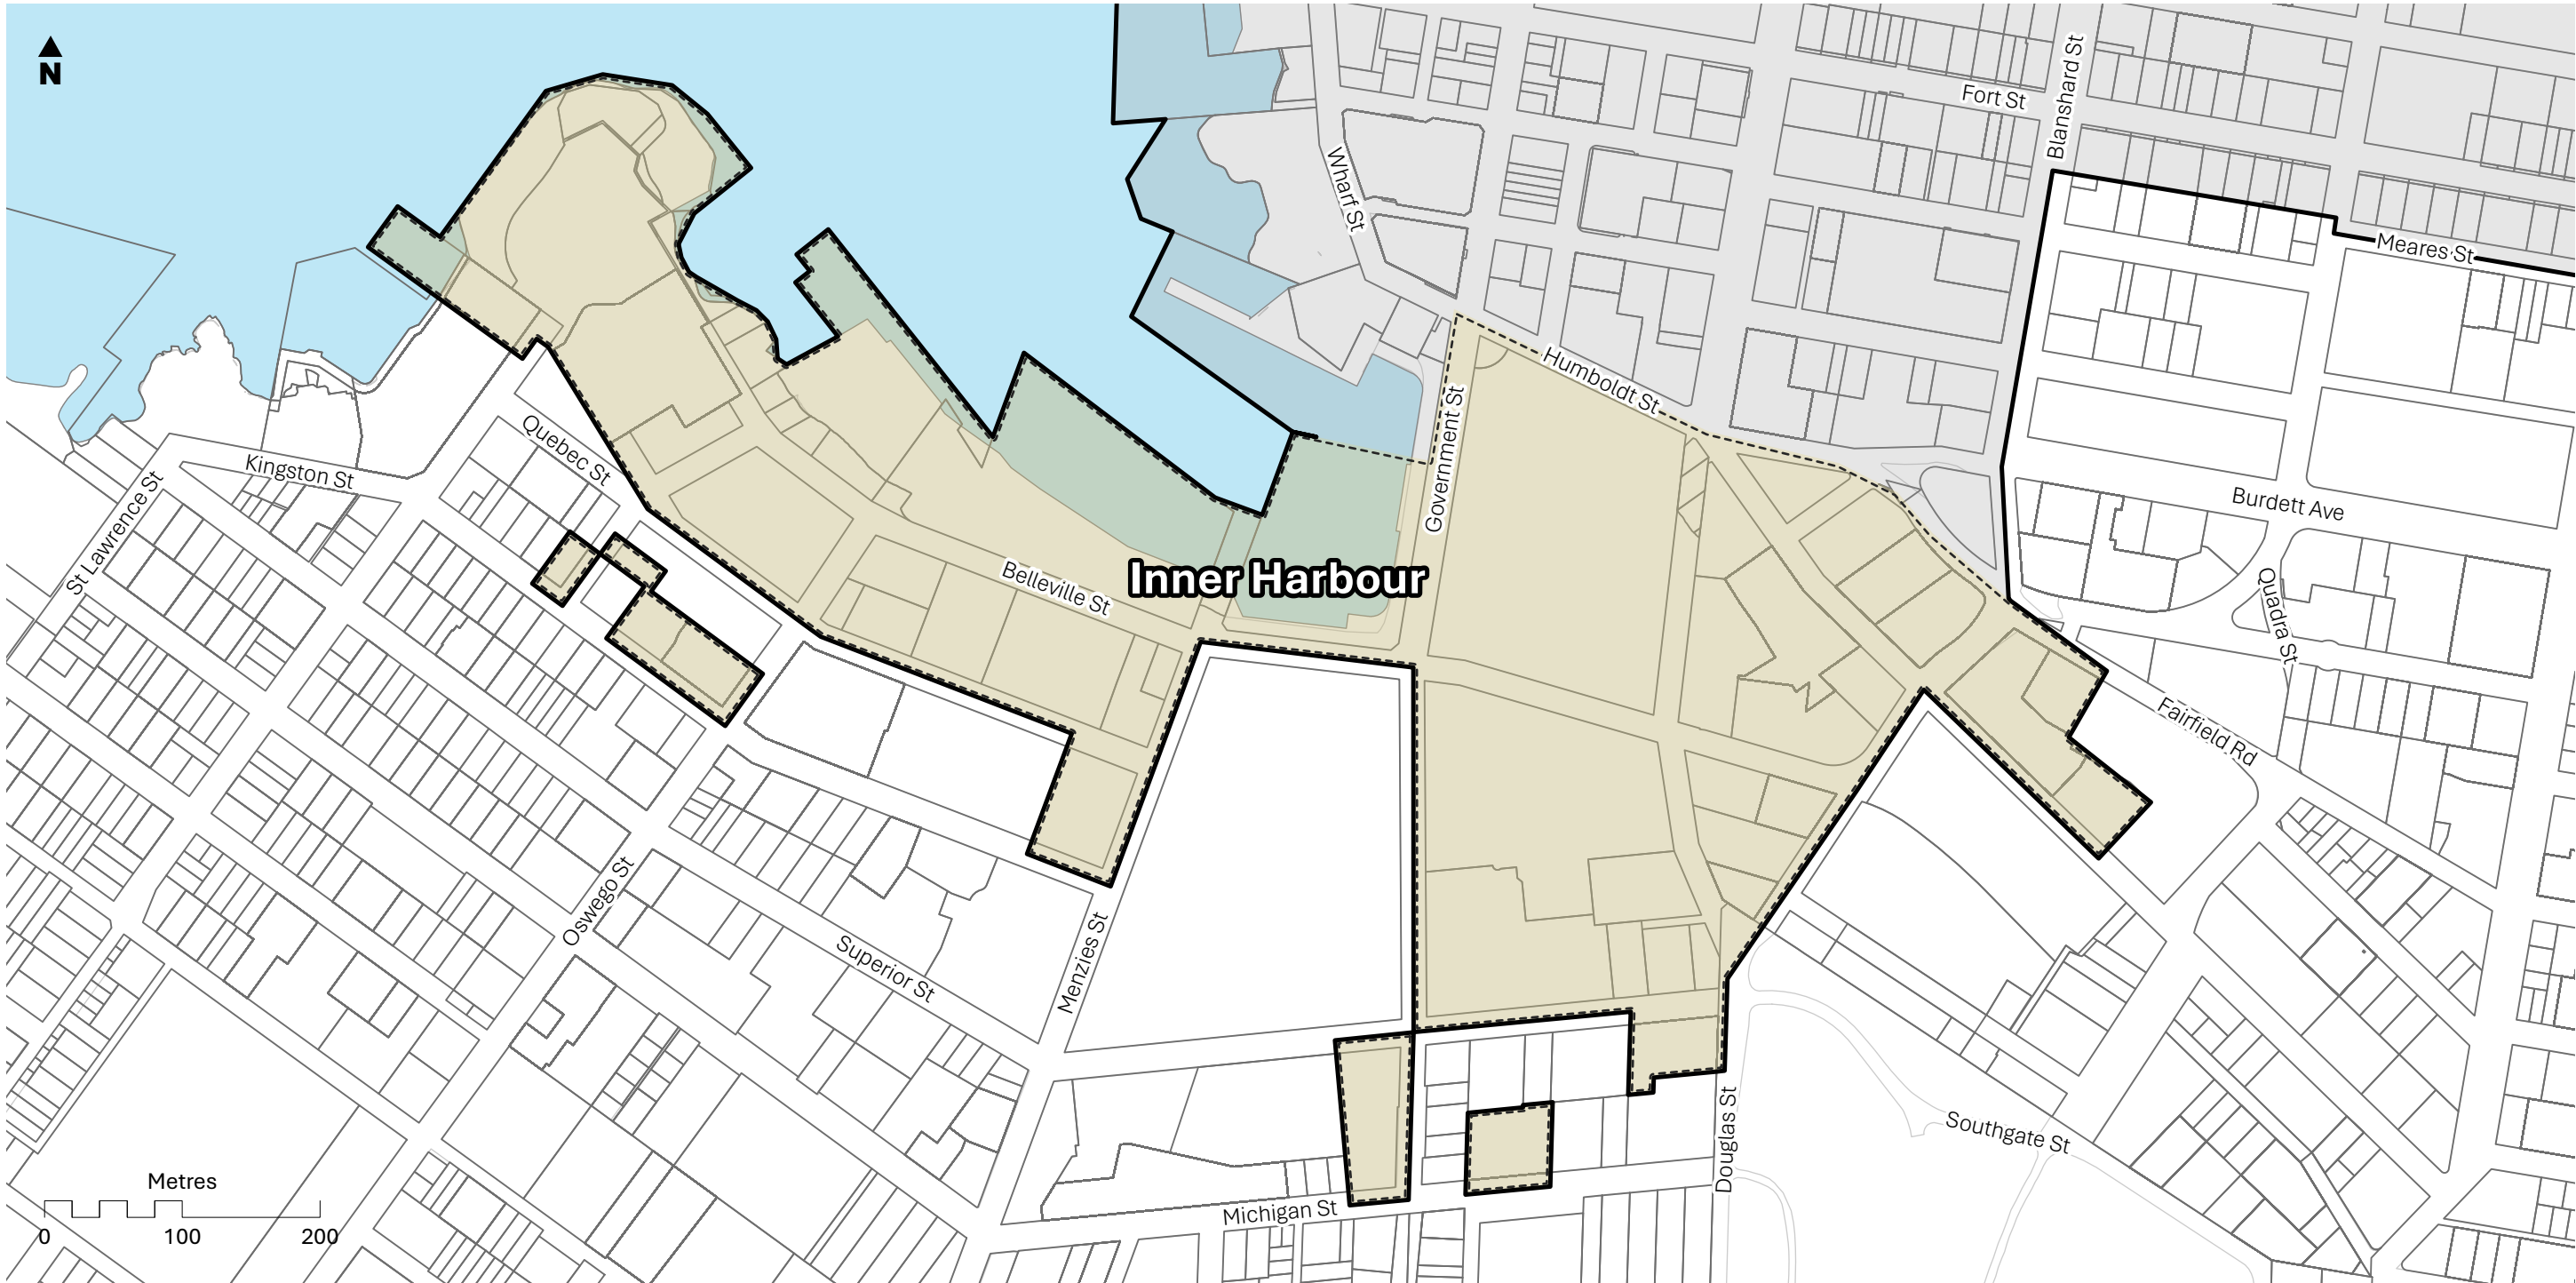 N
Fort St
Blanshard St
Wharf St
Meares St
Humboldt St
Quebec St
Kingston St
St Lawrence St
Government St
Burdett Ave
Belleville St
Inner Harbour
Quadra St
Fairfield Rd
Oswego St
Superior St
Menzies St
Douglas St
Southgate St
Michigan St
Metres
0 100 200